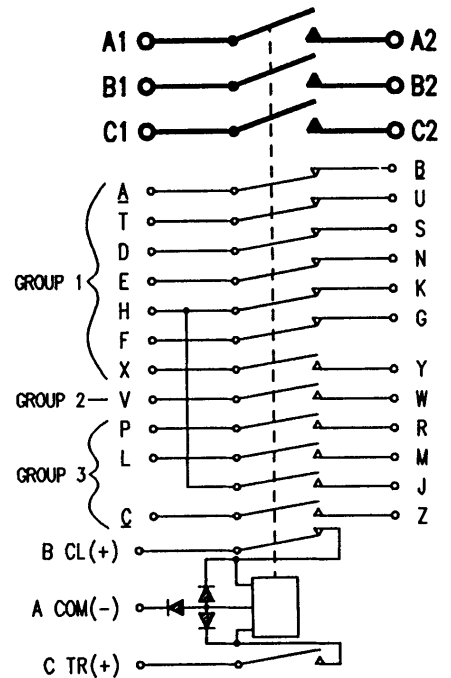 A1 A2
B1 B2
C1 C2
B
A U
T S
D N
GROUP 1 E K
H G
F
X Y
GROUP 2 V W
P R
L M
GROUP 3 J
C Z
B CL(+)
A COM(-)
C TR(+)